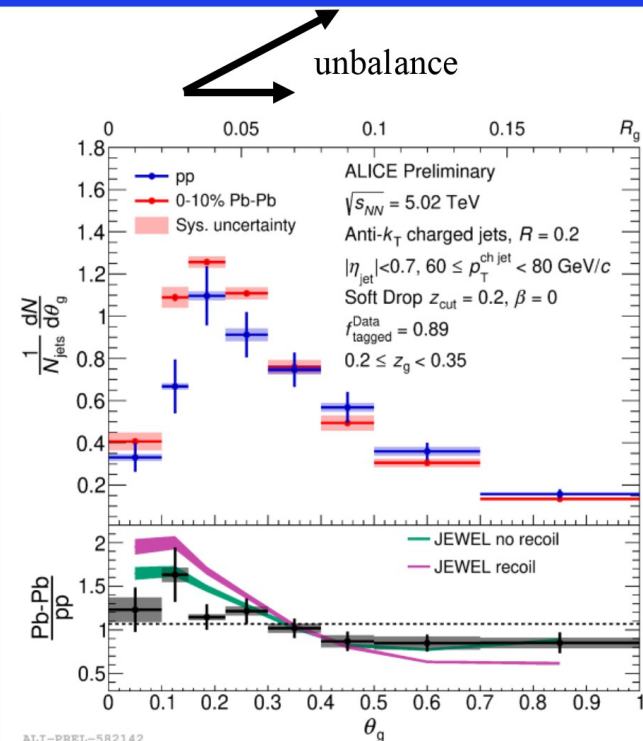 unbalance
0 0.05 0.1 0.15 R_g
1.8
1.6
1.4
1.2
1
0.8
0.6
0.4
0.2
pp
0-10% Pb-Pb
Sys. uncertainty
ALICE Preliminary
√s_NN = 5.02 TeV
Anti-k_T charged jets, R = 0.2
|η_jet|<0.7, 60 ≤ p_T^ch jet < 80 GeV/c
Soft Drop z_cut = 0.2, β = 0
f_tagged^Data = 0.89
0.2 ≤ z_g < 0.35
1/N_jets dN/dθ_g
JEWEL no recoil
JEWEL recoil
2
1.5
1
0.5
Pb-Pb/pp
0 0.1 0.2 0.3 0.4 0.5 0.6 0.7 0.8 0.9 1
θ_g
ALI-PREL-582142